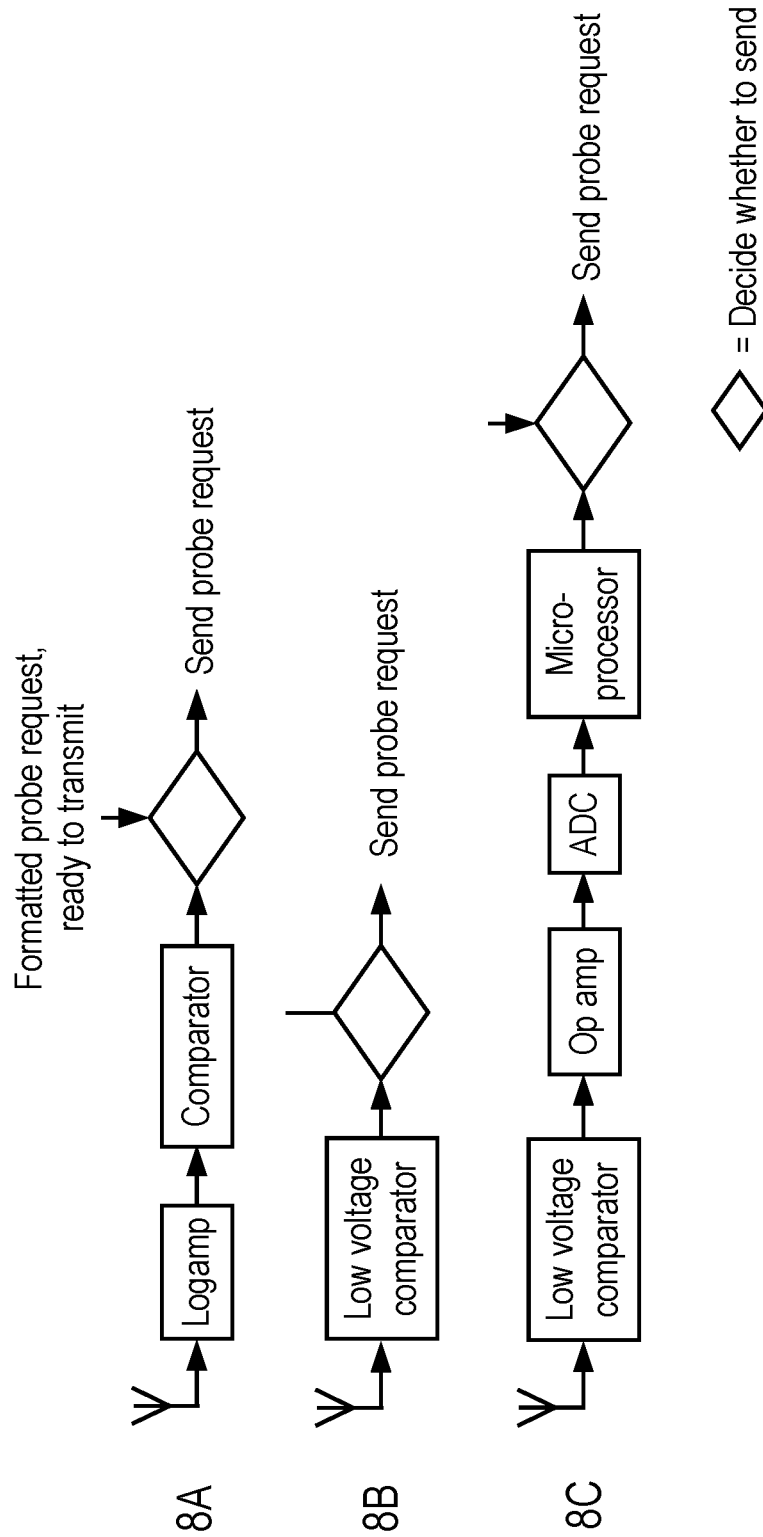 8A
Logamp
Comparator
Formatted probe request,
ready to transmit
Send probe request
8B
Low voltage
comparator
Send probe request
8C
Low voltage
comparator
Op amp
ADC
Micro-
processor
Send probe request
= Decide whether to send